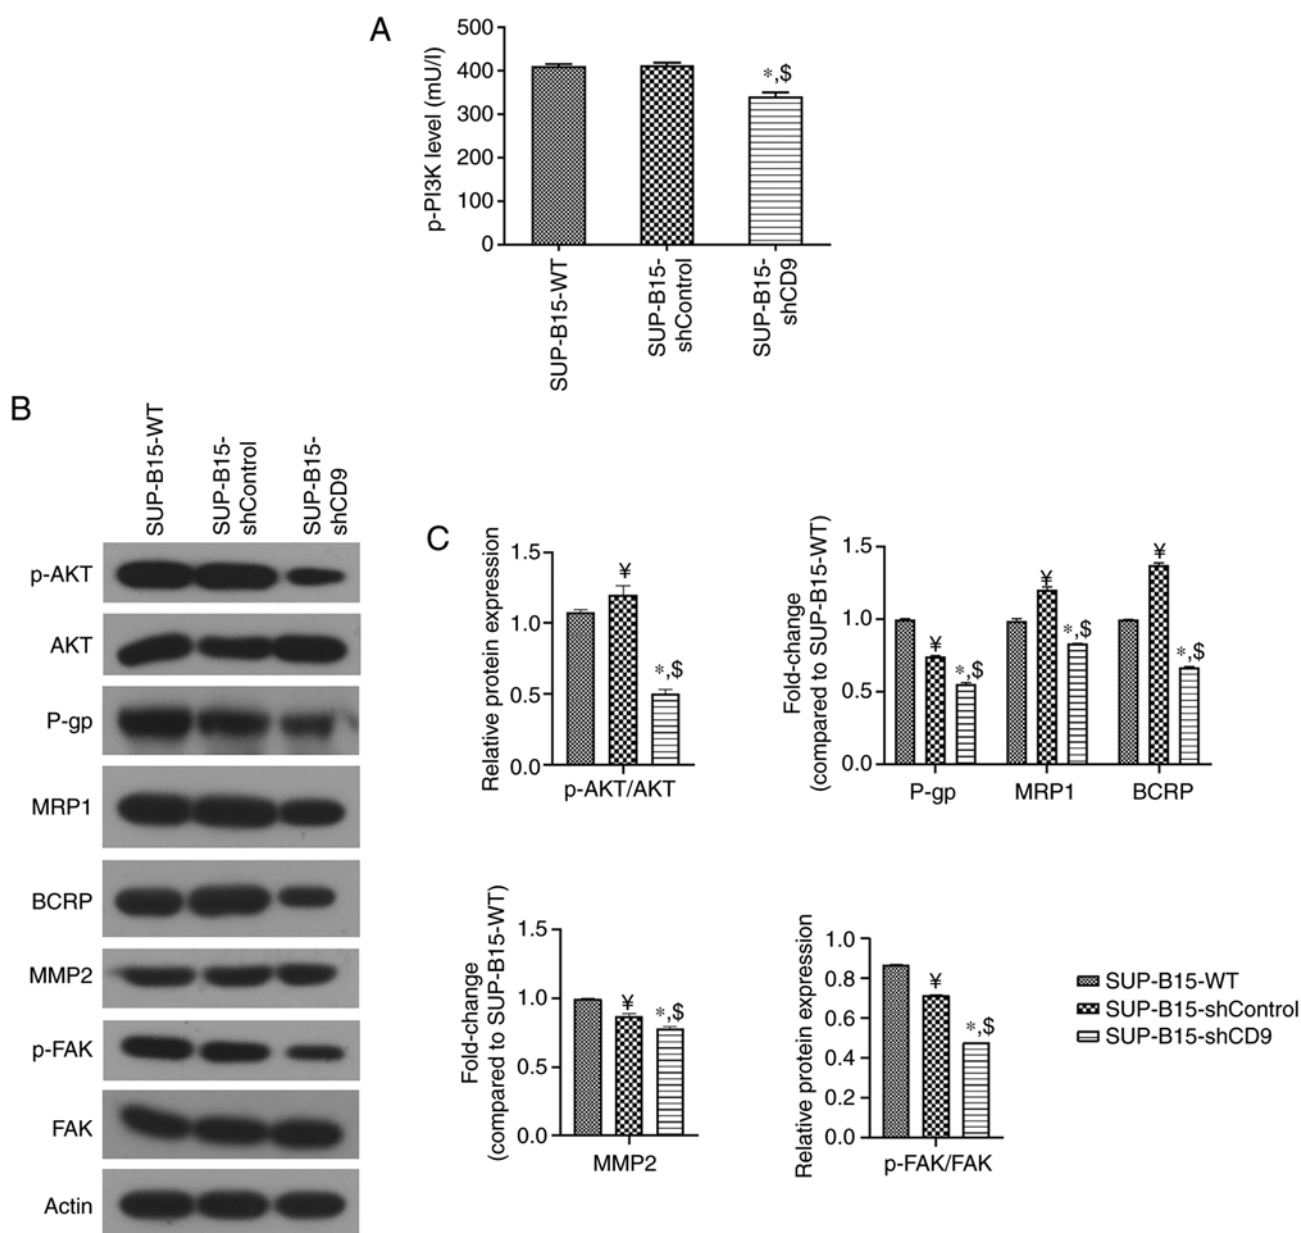 A
p-PI3K level (mU/l)
500
400
300
200
100
0
*,$
SUP-B15-WT
SUP-B15-
shControl
SUP-B15-
shCD9
B
SUP-B15-WT
SUP-B15-
shControl
SUP-B15-
shCD9
p-AKT
AKT
P-gp
MRP1
BCRP
MMP2
p-FAK
FAK
Actin
C
Relative protein expression
1.5
1.0
0.5
0.0
¥
*,$
p-AKT/AKT
Fold-change
(compared to SUP-B15-WT)
1.5
1.0
0.5
0.0
¥
*,$
¥
*,$
¥
*,$
P-gp
MRP1
BCRP
Fold-change
(compared to SUP-B15-WT)
1.5
1.0
0.5
0.0
¥
*,$
MMP2
Relative protein expression
1.0
0.8
0.6
0.4
0.2
0.0
¥
*,$
p-FAK/FAK
SUP-B15-WT
SUP-B15-shControl
SUP-B15-shCD9